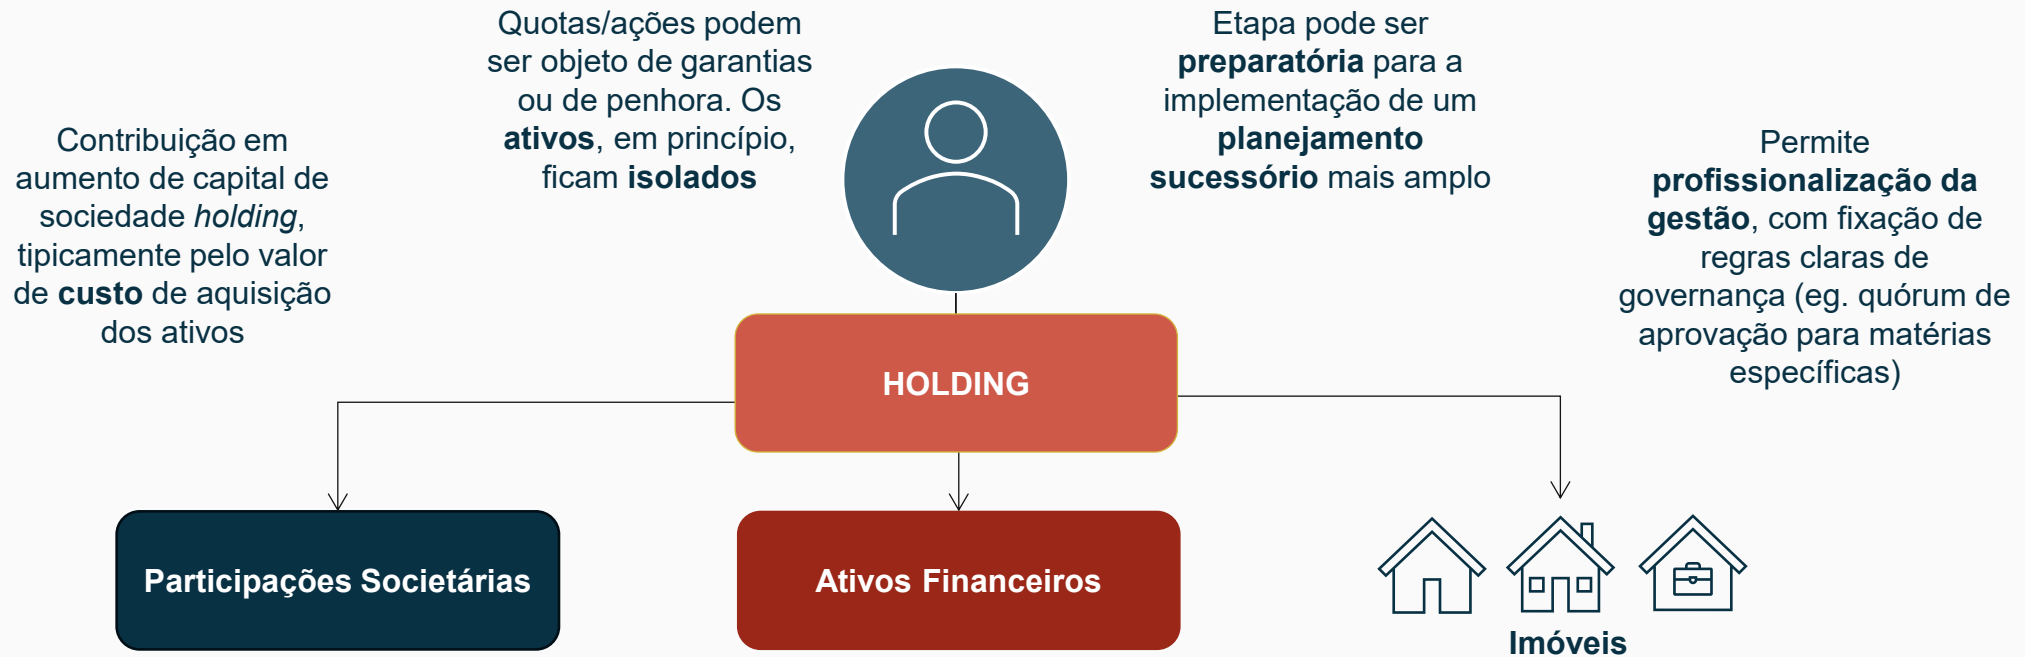 Contribuição em
aumento de capital de
sociedade holding,
tipicamente pelo valor
de custo de aquisição
dos ativos
Quotas/ações podem
ser objeto de garantias
ou de penhora. Os
ativos, em princípio,
ficam isolados
Etapa pode ser
preparatória para a
implementação de um
planejamento
sucessório mais amplo
Permite
profissionalização da
gestão, com fixação de
regras claras de
governança (eg. quórum de
aprovação para matérias
específicas)
HOLDING
Participações Societárias
Ativos Financeiros
Imóveis